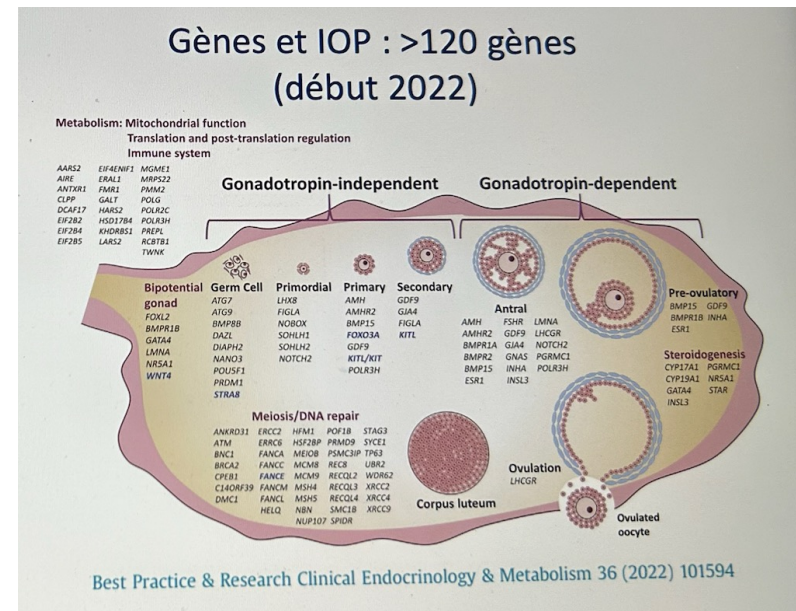 Gènes et IOP : >120 gènes
(début 2022)
Metabolism: Mitochondrial function
Translation and post-translation regulation
Immune system
AARS2 EIF4ENIF1 MGME1
AIRE ERAL1 MRPS22
ANTXR1 FMR1 PMM2
CLPP GALT POLG
DCAF17 HARS2 POLR2C
EIF2B2 HSD17B4 POLR3H
EIF2B4 KHDRBS1 PREPL
EIF2B5 LARS2 RCBTB1
TWNK
Gonadotropin-independent
Gonadotropin-dependent
Bipotential
gonad
FOXL2
BMPR1B
GATA4
LMNA
NR5A1
WNT4
Germ Cell
ATG7
ATG9
BMP8B
DAZL
DIAPH2
NANO3
POU5F1
PRDM1
STRA8
Primordial
LHX8
FIGLA
NOBOX
SOHLH1
SOHLH2
NOTCH2
Primary
AMH
AMHR2
BMP15
FOXO3A
GDF9
KITL/KIT
POLR3H
Secondary
GDF9
GJA4
FIGLA
KITL
Antral
AMH FSHR LMNA
AMHR2 GDF9 LHCGR
BMPR1A GJA4 NOTCH2
BMPR2 GNAS PGRMC1
BMP15 INHA POLR3H
ESR1 INSL3
Pre-ovulatory
BMP15 GDF9
BMPR1B INHA
ESR1
Steroidogenesis
CYP17A1 PGRMC1
CYP19A1 NR5A1
GATA4 STAR
INSL3
Meiosis/DNA repair
ANKRD31 ERCC2 HFM1 POF1B STAG3
ATM ERRC6 HSF2BP PRMD9 SYCE1
BNC1 FANCA MEIOB PSMC3IP TP63
BRCA2 FANCC MCM8 REC8 UBR2
CPEB1 FANCE MCM9 RECQL2 WDR62
C14ORF39 FANCM MSH4 RECQL3 XRCC2
DMC1 FANCL MSH5 RECQL4 XRCC4
HELQ NBN SMC1B XRCC9
NUP107 SPIDR
Corpus luteum
Ovulation
LHCGR
Ovulated
oocyte
Best Practice & Research Clinical Endocrinology & Metabolism 36 (2022) 101594